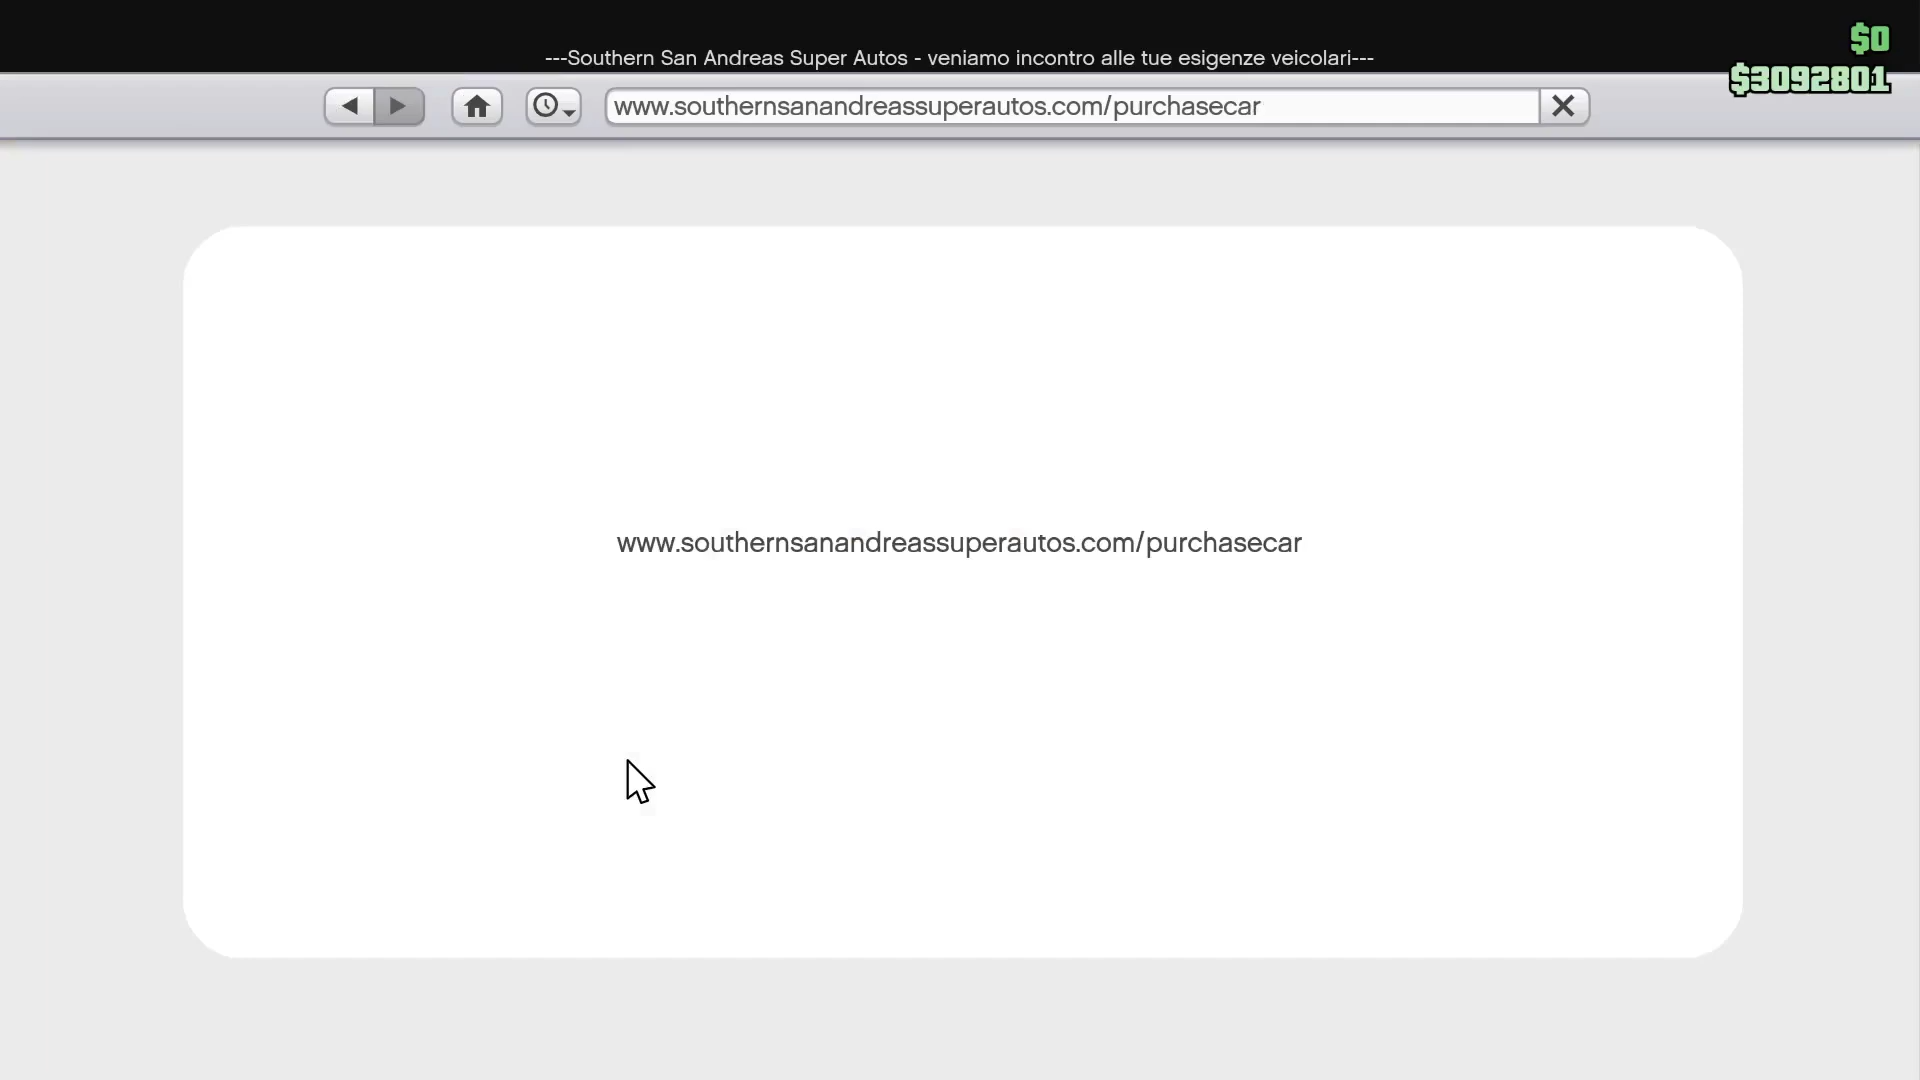 $0
---Southern San Andreas Super Autos - veniamo incontro alle tue esigenze veicolari---
$3092801
www.southernsanandreassuperautos.com/purchasecar
www.southernsanandreassuperautos.com/purchasecar